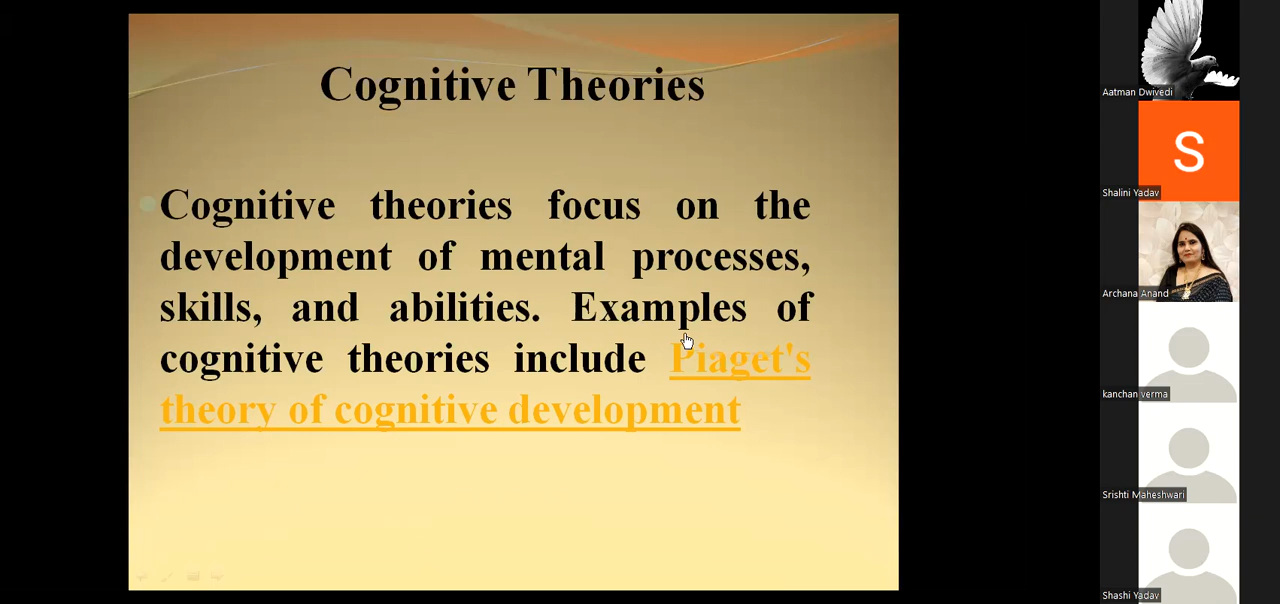 Cognitive Theories
Cognitive theories focus on the
development of mental processes,
skills, and abilities. Examples of
cognitive theories include Piaget's
theory of cognitive development
Aatman Dwivedi
S
Shalini Yadav
Archana Anand
kanchan verma
Srishti Maheshwari
Shashi Yadav